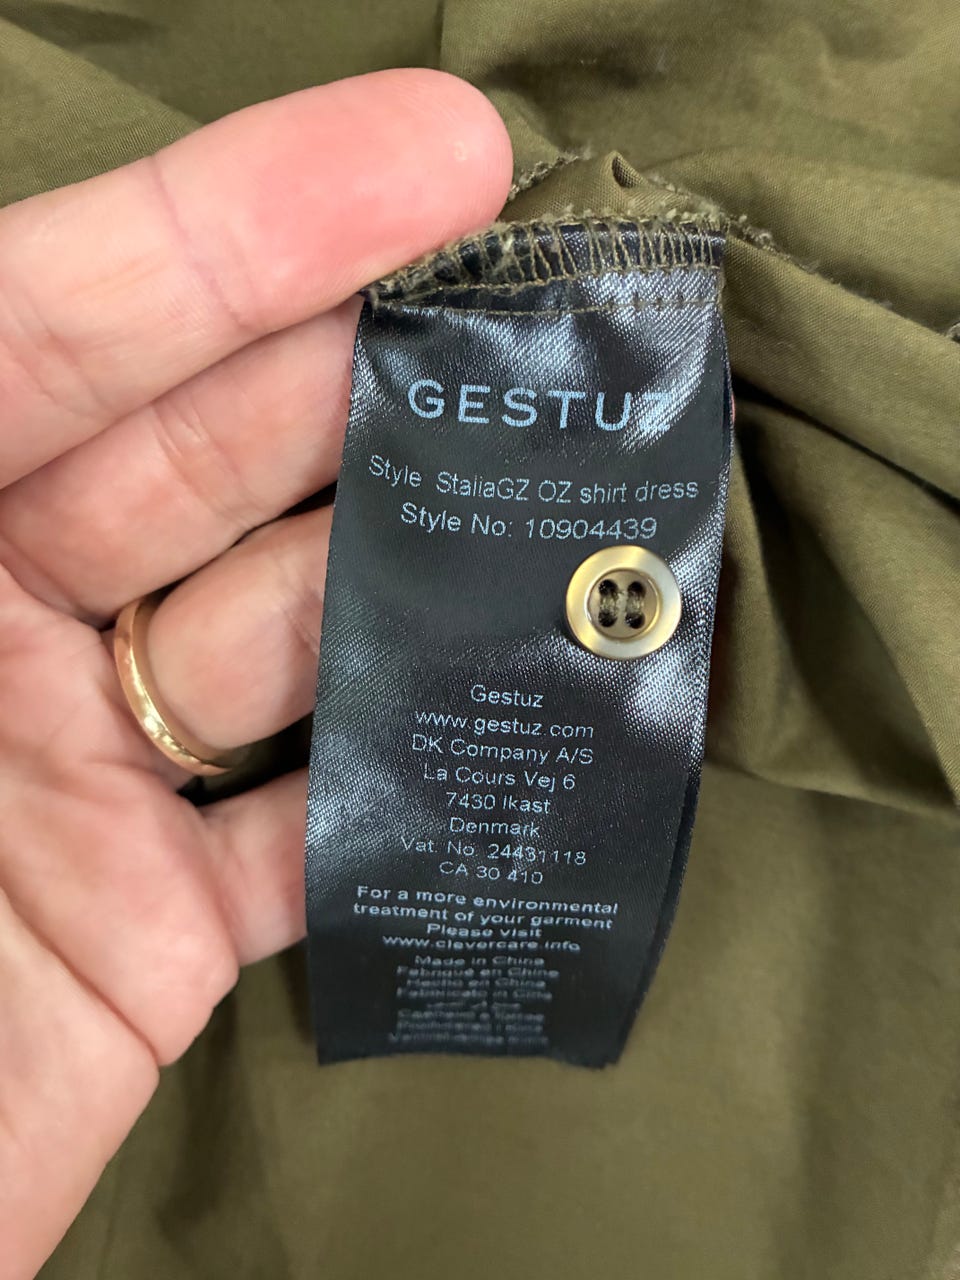 GESTUZ
Style StaliaGZ OZ shirt dress
Style No: 10904439
Gestuz
www.gestuz.com
DK Company A/S
La Cours Vej 6
7430 Ikast
Denmark
Vat. No. 24431118
CA 30 410
For a more environmental
treatment of your garment
Please visit
www.clevercare.info
Made in China
Fabriqué en Chine
Hecho en China
Fabbricato in Cina